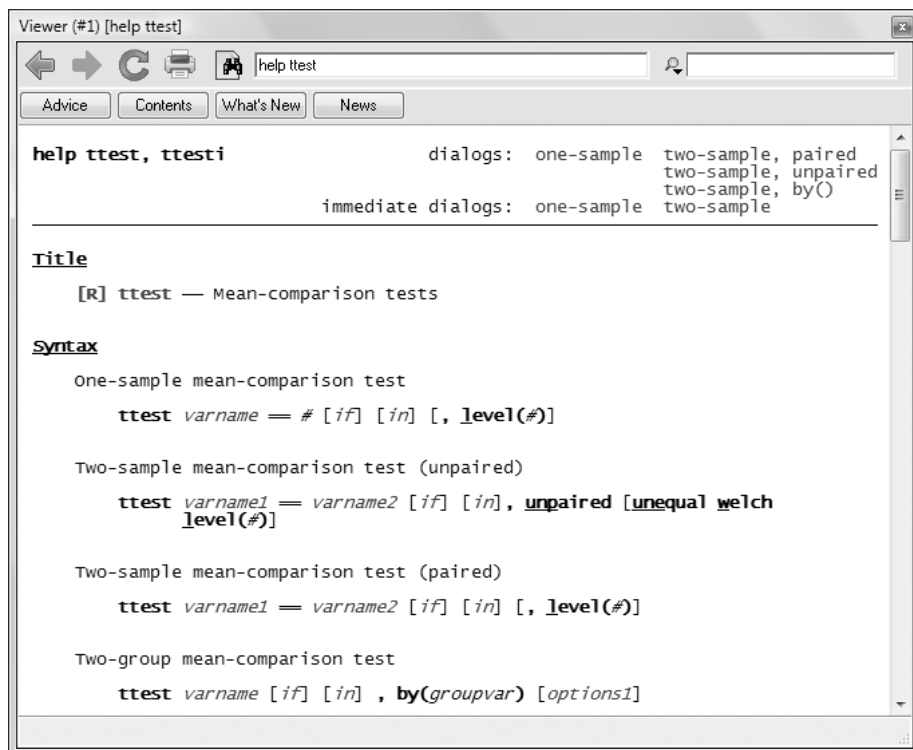 Viewer (#1) [help ttest]
help ttest
Advice Contents What's New News
help ttest, ttesti dialogs: one-sample two-sample, paired
two-sample, unpaired
two-sample, by()
immediate dialogs: one-sample two-sample
Title
[R] ttest — Mean-comparison tests
Syntax
One-sample mean-comparison test
ttest varname == # [if] [in] [, level(#)]
Two-sample mean-comparison test (unpaired)
ttest varname1 == varname2 [if] [in], unpaired [unequal welch
level(#)]
Two-sample mean-comparison test (paired)
ttest varname1 == varname2 [if] [in] [, level(#)]
Two-group mean-comparison test
ttest varname [if] [in] , by(groupvar) [options1]